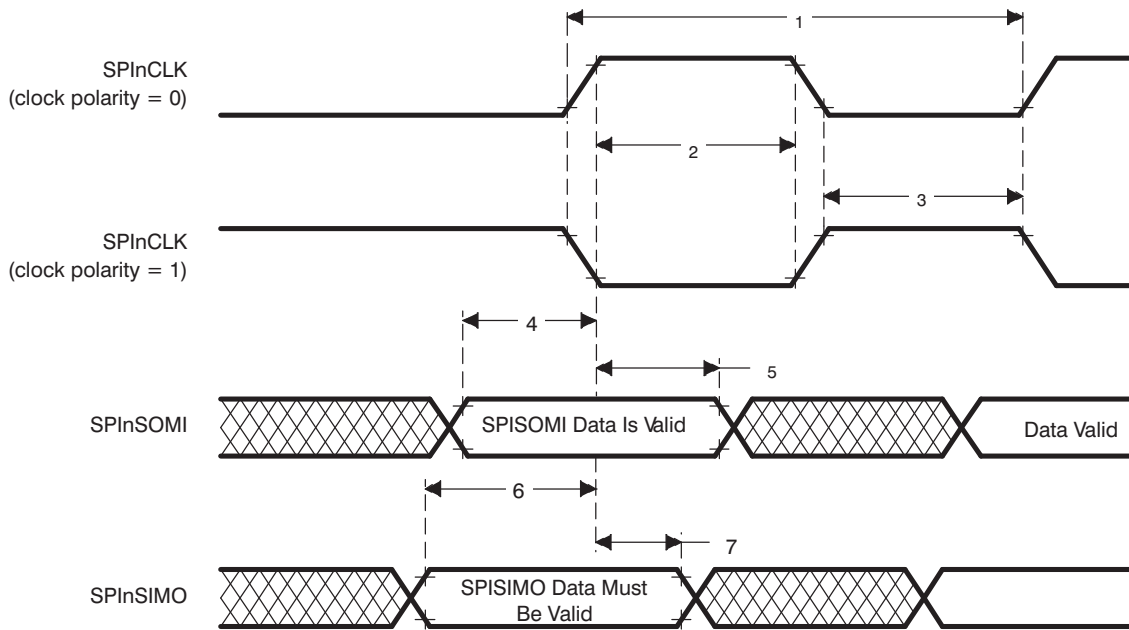 1
SPInCLK
(clock polarity = 0)
2
3
SPInCLK
(clock polarity = 1)
4
5
SPInSOMI
SPISOMI Data Is Valid
Data Valid
6
7
SPInSIMO
SPISIMO Data Must
Be Valid